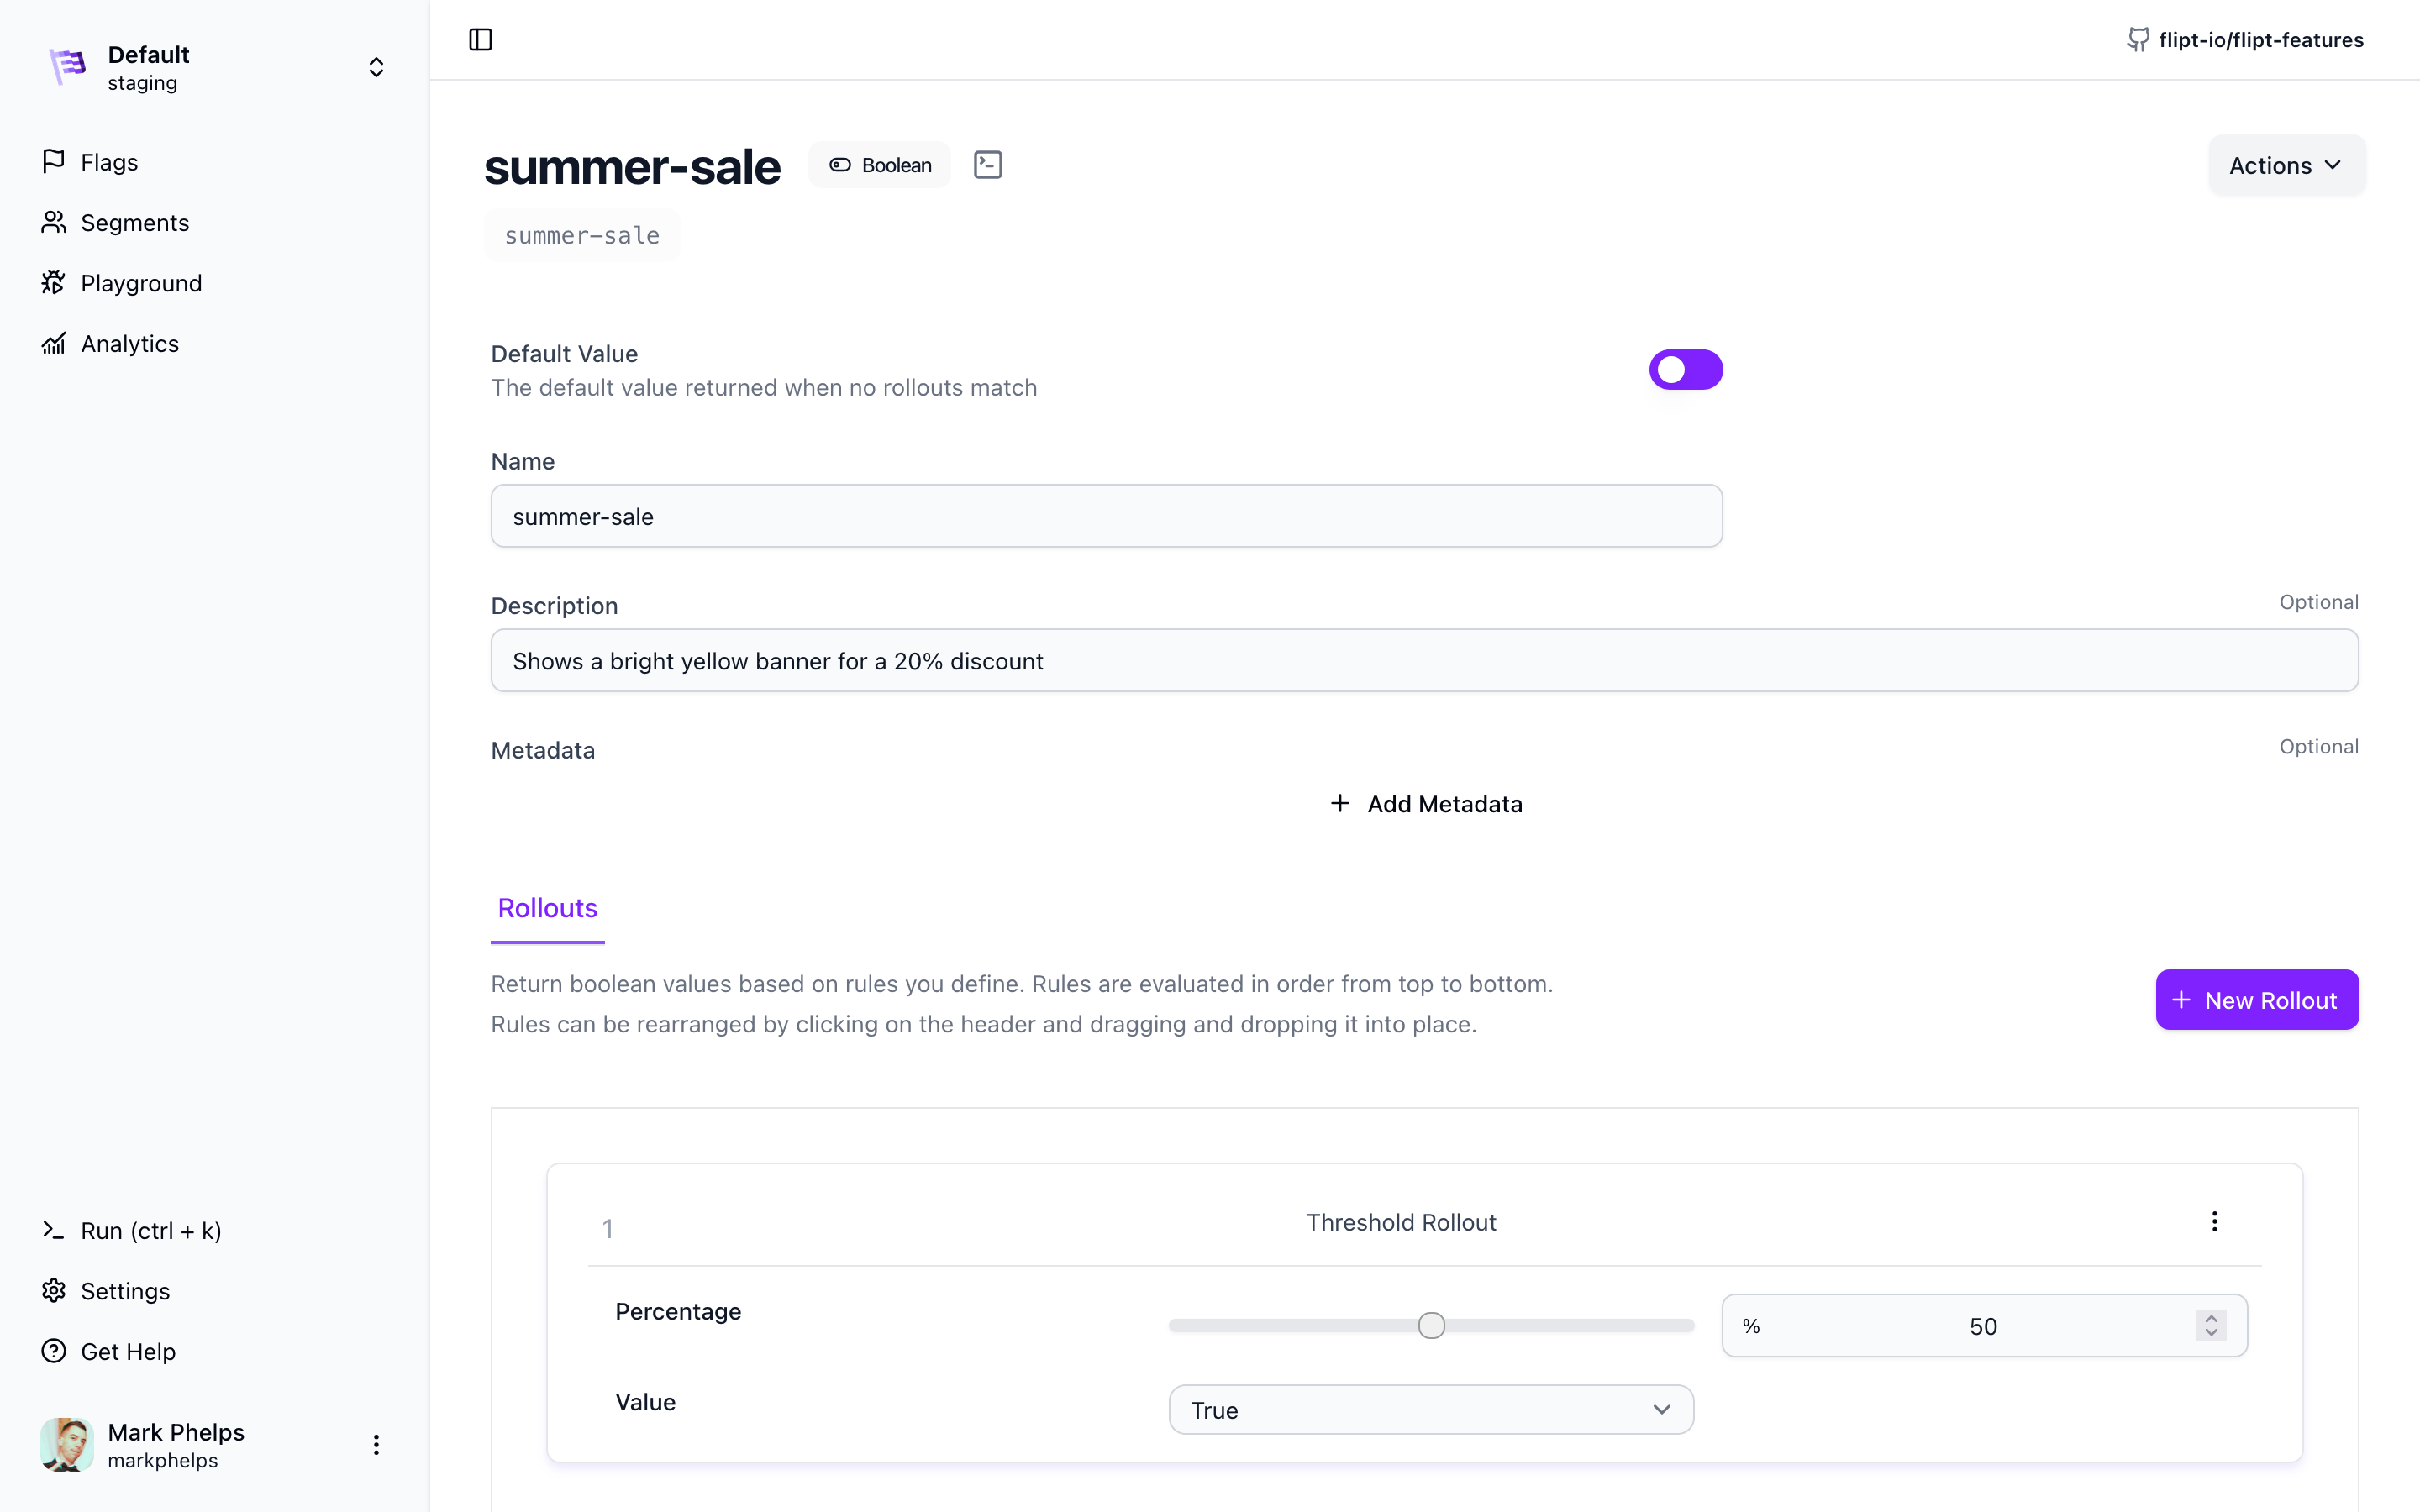 Default
staging
Flags
Segments
Playground
Analytics
Run (ctrl + k)
Settings
Get Help
Mark Phelps
markphelps
flipt-io/flipt-features
summer-sale
Boolean
Actions
summer-sale
Default Value
The default value returned when no rollouts match
Name
summer-sale
Description
Optional
Shows a bright yellow banner for a 20% discount
Metadata
Optional
Add Metadata
Rollouts
Return boolean values based on rules you define. Rules are evaluated in order from top to bottom.
Rules can be rearranged by clicking on the header and dragging and dropping it into place.
New Rollout
1
Threshold Rollout
Percentage
% 50
Value
True